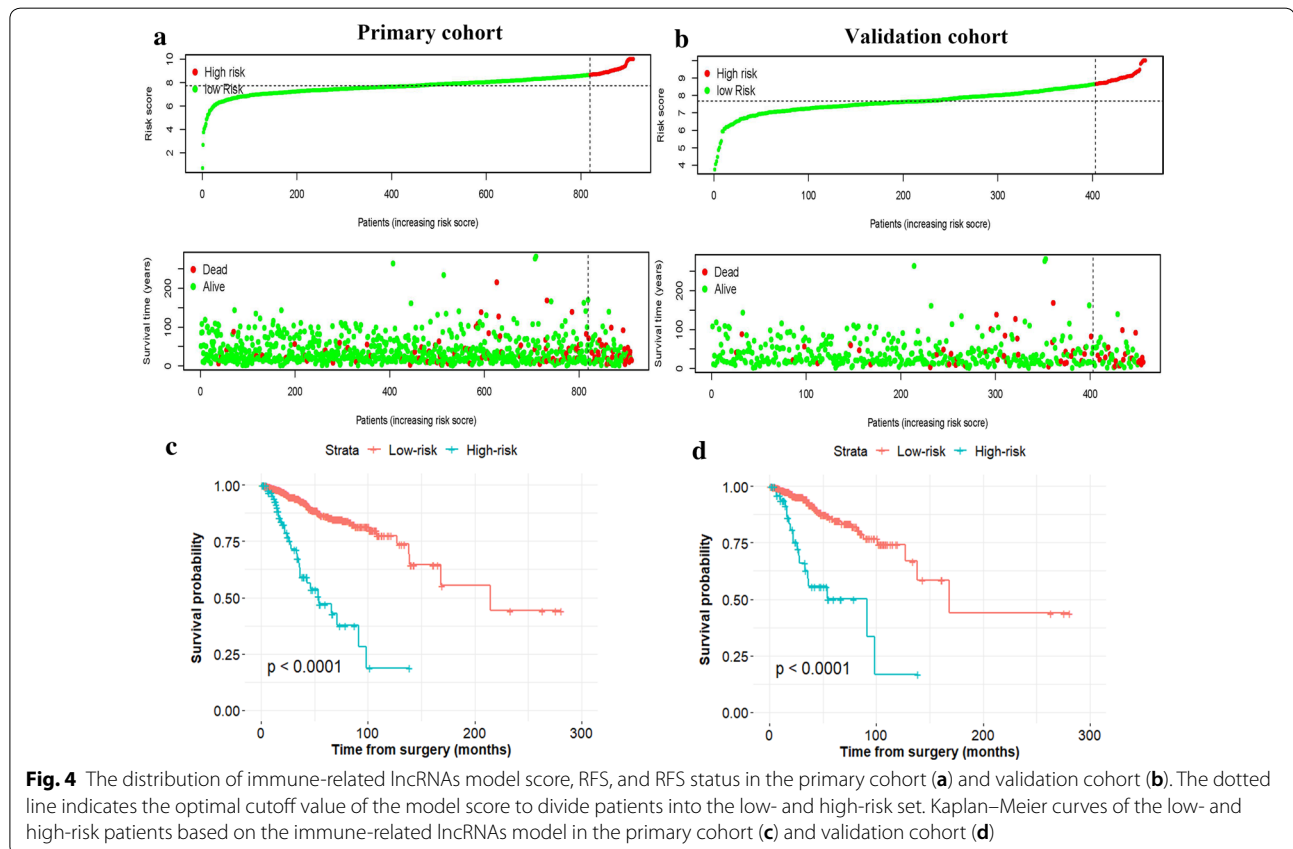 a
Primary cohort
b
Validation cohort
Risk score
2 4 6 8 10
High risk
low Risk
0 200 400 600 800
Patients (increasing risk socre)
Risk score
4 5 6 7 8 9
High risk
low Risk
0 100 200 300 400
Patients (increasing risk socre)
Survival time (years)
0 50 100 200
Dead
Alive
0 200 400 600 800
Patients (increasing risk socre)
Survival time (years)
0 50 100 200
Dead
Alive
0 100 200 300 400
Patients (increasing risk socre)
c
Strata Low-risk High-risk
Survival probability
1.00
0.75
0.50
0.25
0.00
p < 0.0001
0 100 200 300
Time from surgery (months)
d
Strata Low-risk High-risk
Survival probability
1.00
0.75
0.50
0.25
0.00
p < 0.0001
0 100 200 300
Time from surgery (months)
Fig. 4 The distribution of immune-related lncRNAs model score, RFS, and RFS status in the primary cohort (a) and validation cohort (b). The dotted
line indicates the optimal cutoff value of the model score to divide patients into the low- and high-risk set. Kaplan–Meier curves of the low- and
high-risk patients based on the immune-related lncRNAs model in the primary cohort (c) and validation cohort (d)